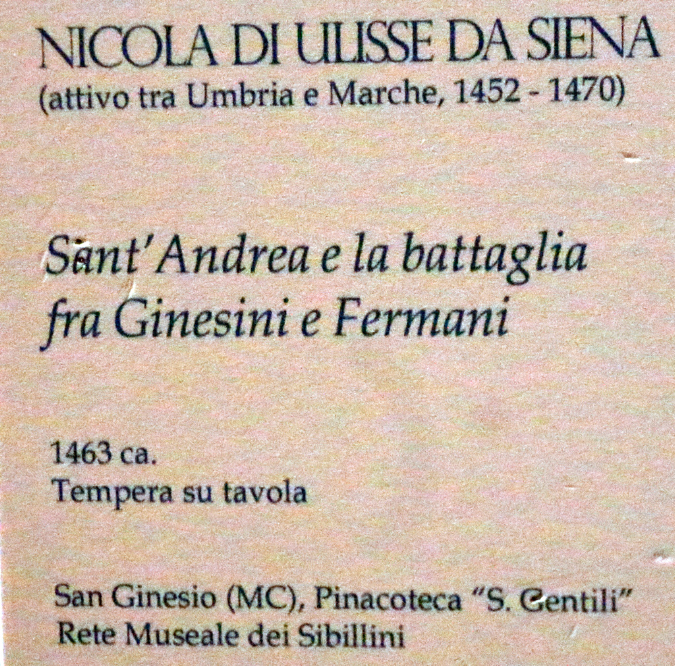 NICOLA DI ULISSE DA SIENA
(attivo tra Umbria e Marche, 1452 - 1470)
Sant'Andrea e la battaglia
fra Ginesini e Fermani
1463 ca.
Tempera su tavola
San Ginesio (MC), Pinacoteca "S. Gentili"
Rete Museale dei Sibillini